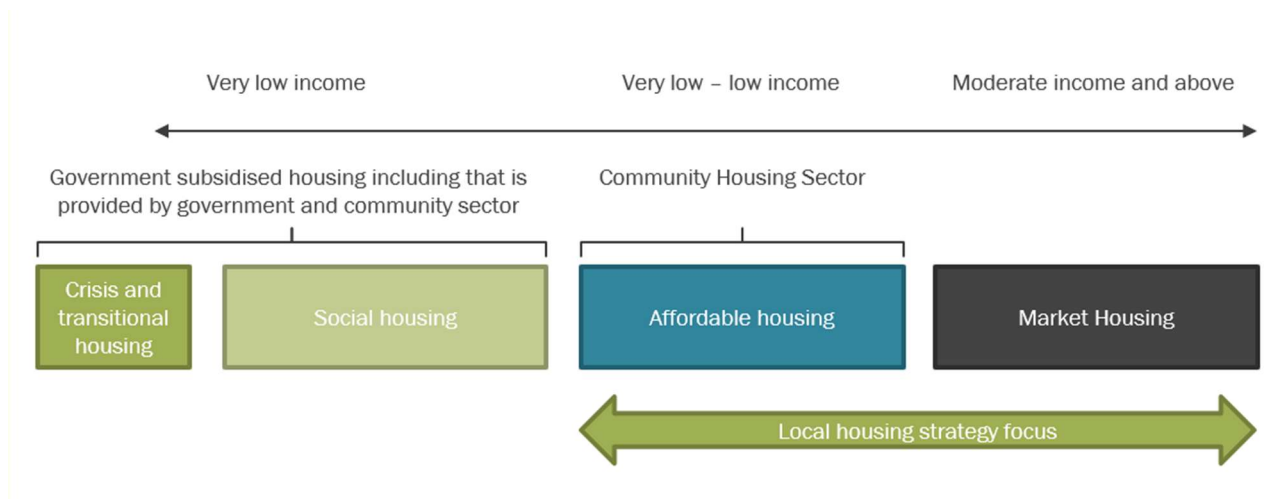 Very low income
Very low – low income
Moderate income and above
Government subsidised housing including that is
provided by government and community sector
Community Housing Sector
Crisis and
transitional
housing
Social housing
Affordable housing
Market Housing
Local housing strategy focus